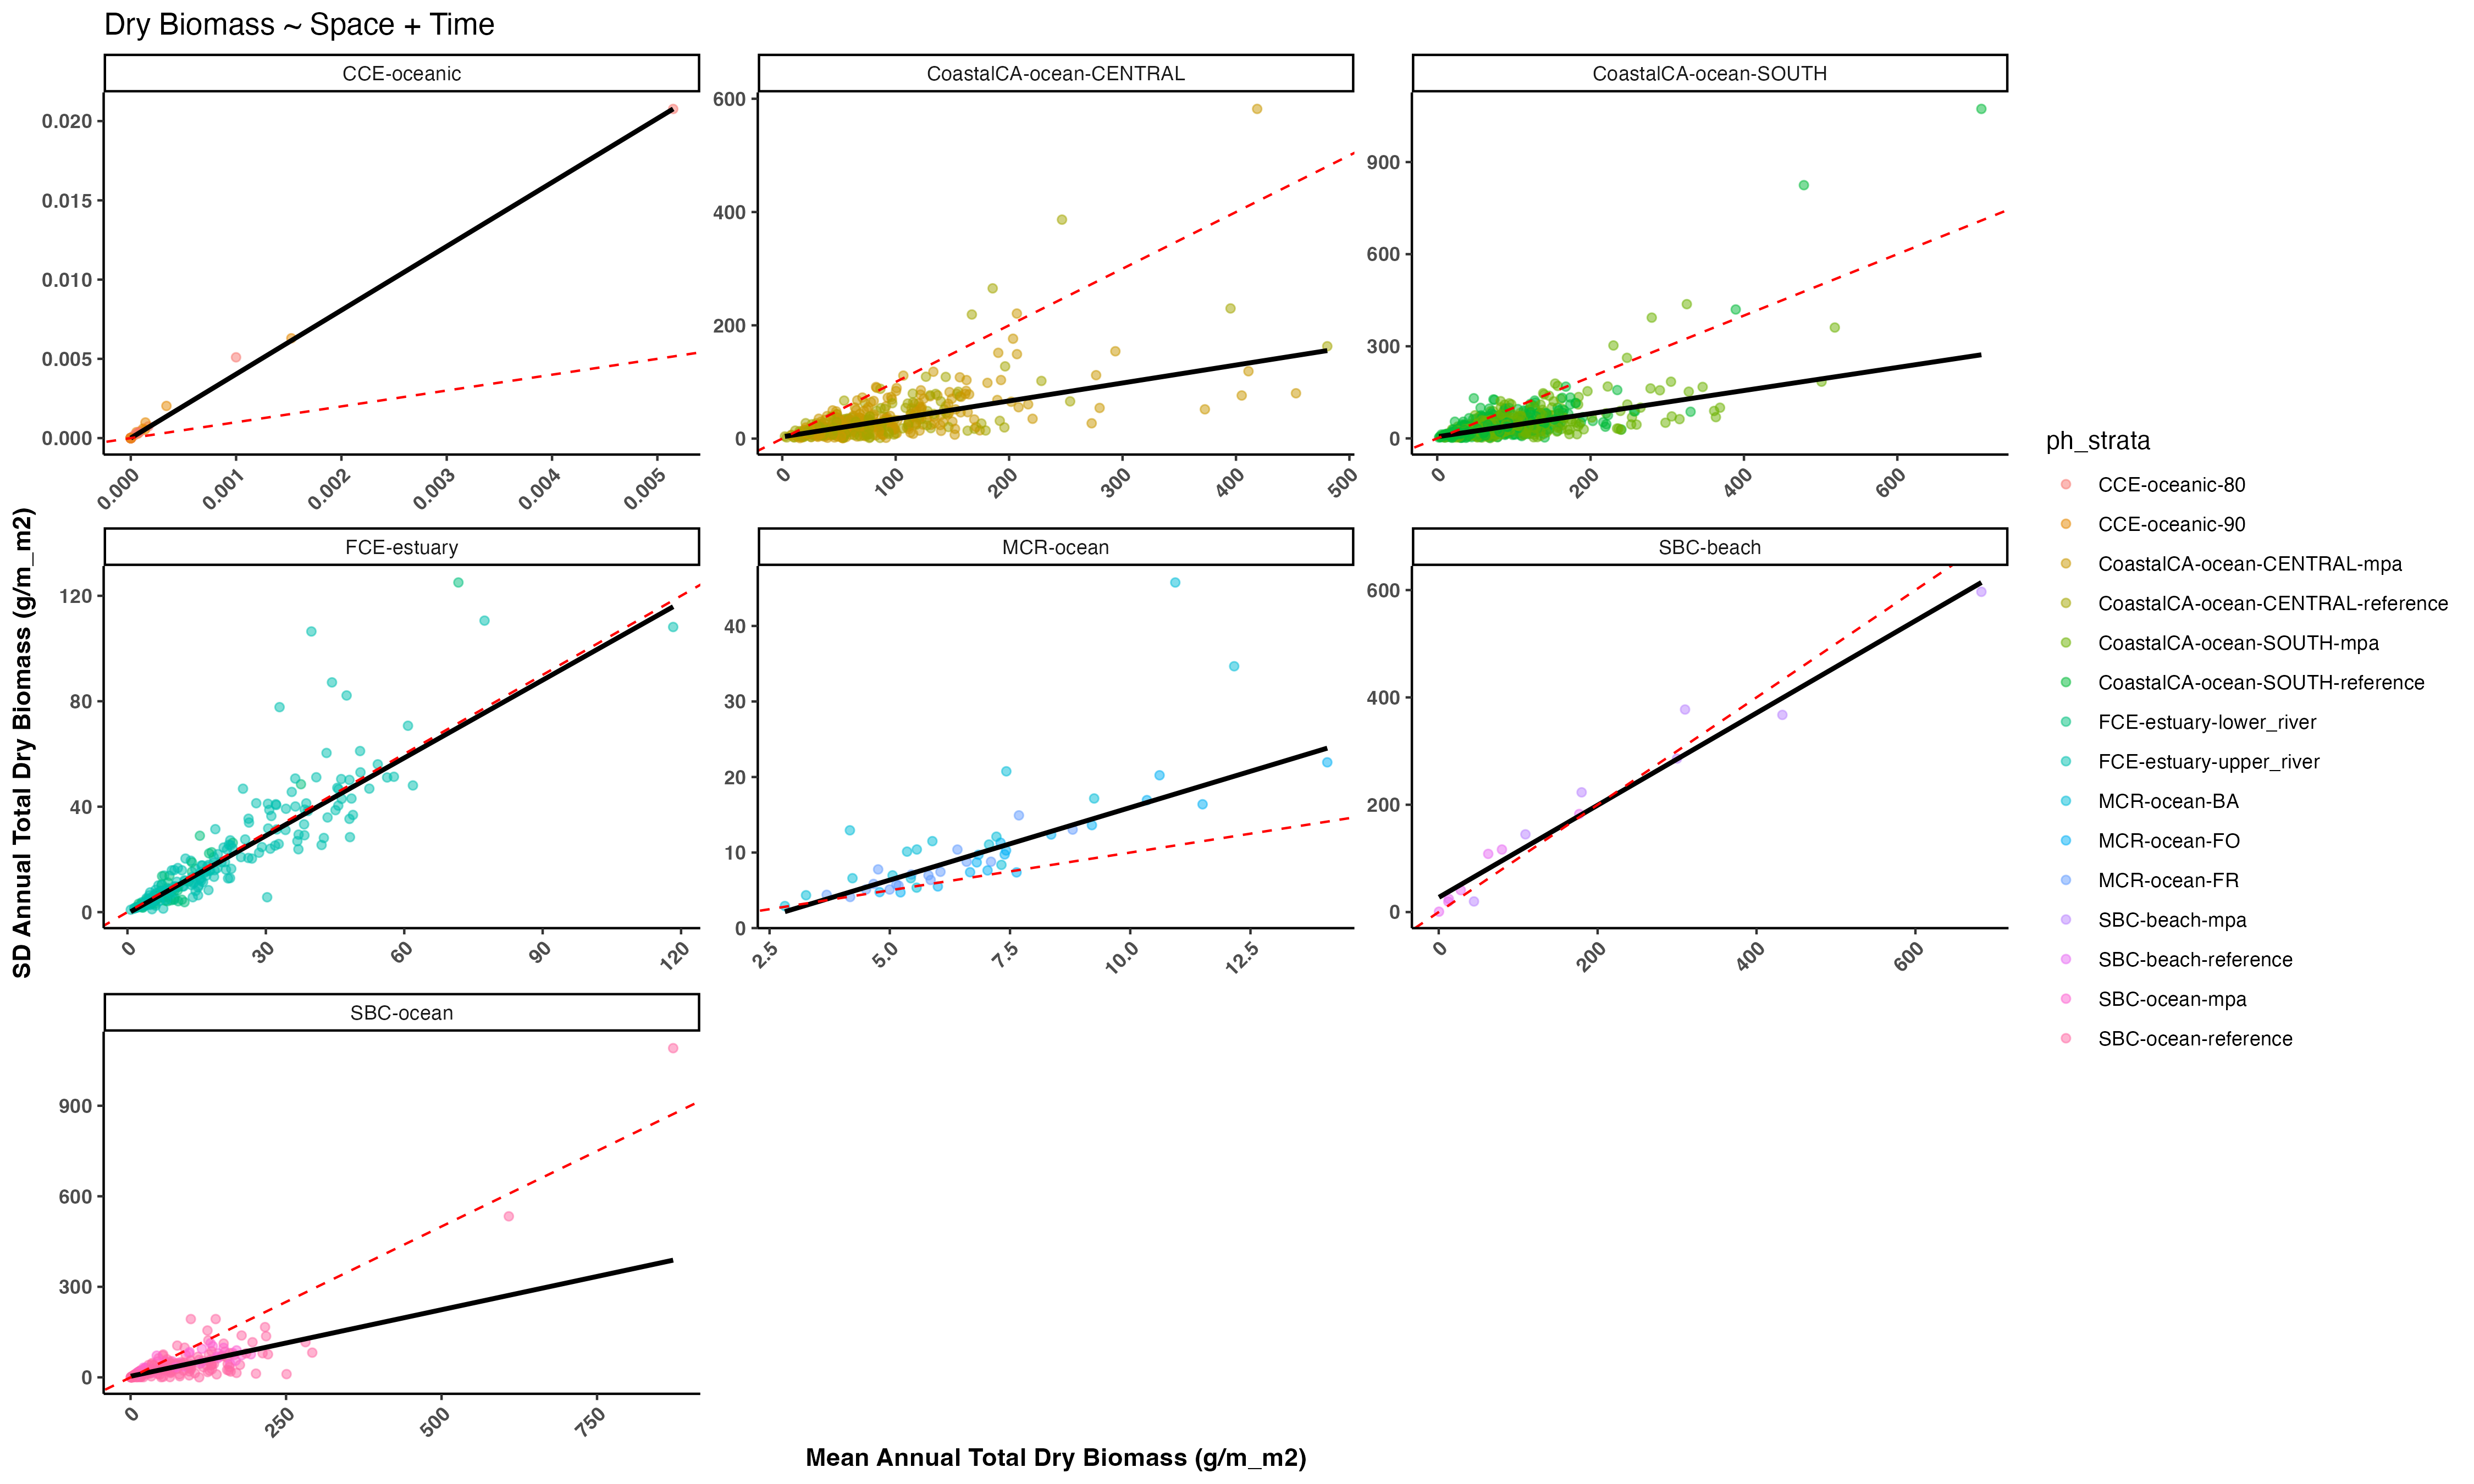 Dry Biomass ~ Space + Time
CCE-oceanic
CoastalCA-ocean-CENTRAL
CoastalCA-ocean-SOUTH
0.020
0.015
0.010
0.005
0.000
0.000
0.001
0.002
0.003
0.004
0.005
600
400
200
0
0
100
200
300
400
500
900
600
300
0
0
200
400
600
FCE-estuary
MCR-ocean
SBC-beach
120
80
40
0
0
30
60
90
120
40
30
20
10
0
2.5
5.0
7.5
10.0
12.5
600
400
200
0
0
200
400
600
SBC-ocean
900
600
300
0
0
250
500
750
SD Annual Total Dry Biomass (g/m_m2)
Mean Annual Total Dry Biomass (g/m_m2)
ph_strata
CCE-oceanic-80
CCE-oceanic-90
CoastalCA-ocean-CENTRAL-mpa
CoastalCA-ocean-CENTRAL-reference
CoastalCA-ocean-SOUTH-mpa
CoastalCA-ocean-SOUTH-reference
FCE-estuary-lower_river
FCE-estuary-upper_river
MCR-ocean-BA
MCR-ocean-FO
MCR-ocean-FR
SBC-beach-mpa
SBC-beach-reference
SBC-ocean-mpa
SBC-ocean-reference